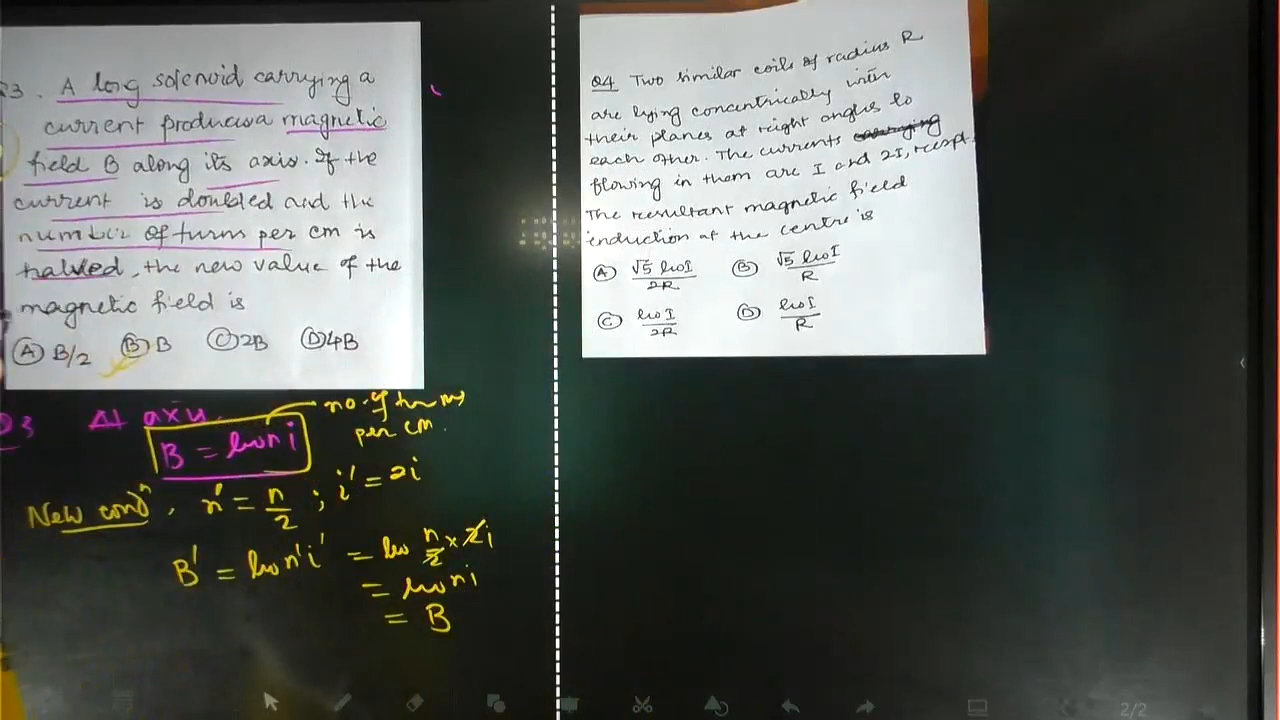 Q3. A long solenoid carrying a
current produces a magnetic
field B along its axis. If the
current is doubled and the
number of turns per cm is
halved, the new value of the
magnetic field is
(A) B/2 (B) B (C) 2B (D) 4B
Q3 At axis,
B = μ₀ni
no. of turns
per cm.
New condⁿ, n' = n/2 ; i' = 2i
B' = μ₀n'i' = μ₀ n/2 × 2i
= μ₀ni
= B
Q4 Two similar coils of radius R
are lying concentrically with
their planes at right angles to
each other. The currents carrying
flowing in them are I and 2I, respt.
The resultant magnetic field
induction at the centre is
(A) √5 μ₀I/2R (B) √5 μ₀I/R
(C) μ₀I/2R (D) μ₀I/R
2/2